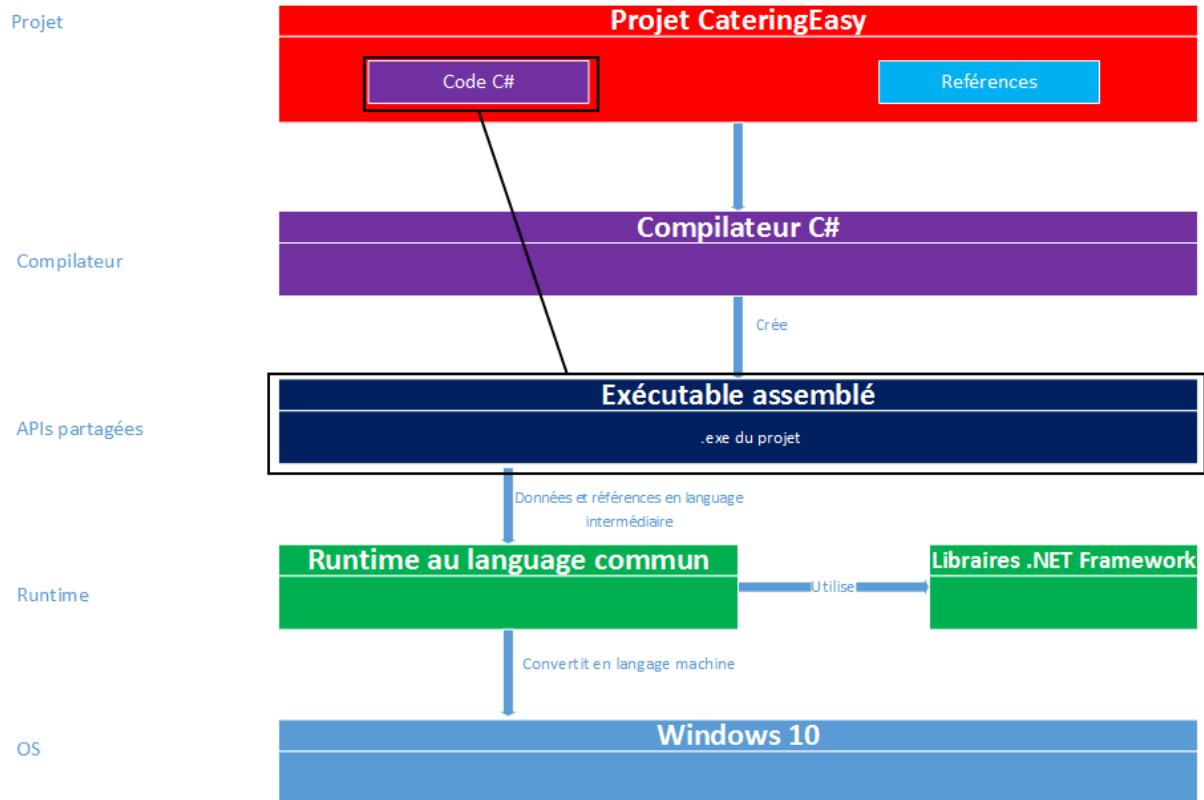 Projet
Projet CateringEasy
Code C#
Reférences
Compilateur C#
Compilateur
Crée
Exécutable assemblé
APIs partagées
.exe du projet
Données et références en language
intermédiaire
Runtime au language commun
Libraires .NET Framework
Runtime
Utilise
Convertit en langage machine
Windows 10
OS